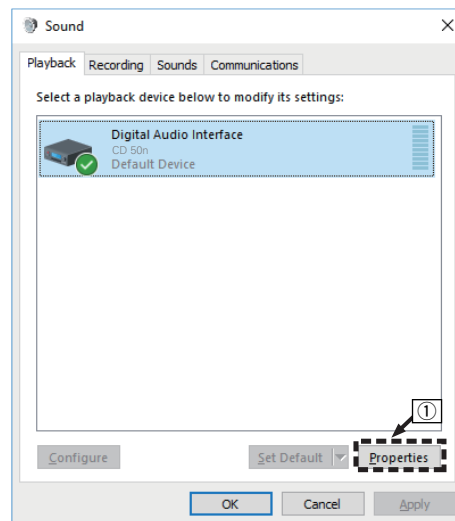 Sound
Playback Recording Sounds Communications
Select a playback device below to modify its settings:
Digital Audio Interface
CD 50n
Default Device
①
Configure Set Default Properties
OK Cancel Apply